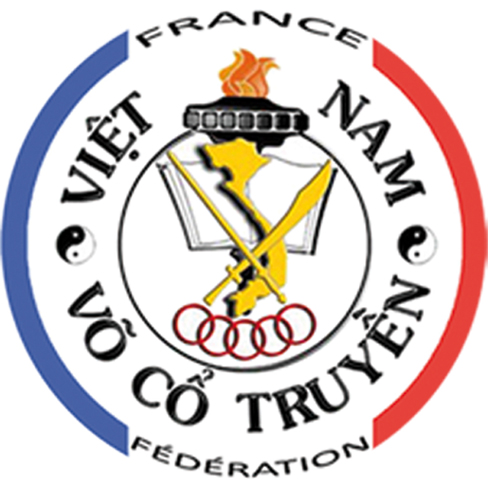 FRANCE
VIỆT NAM
VÕ CỔ TRUYỀN
FÉDÉRATION